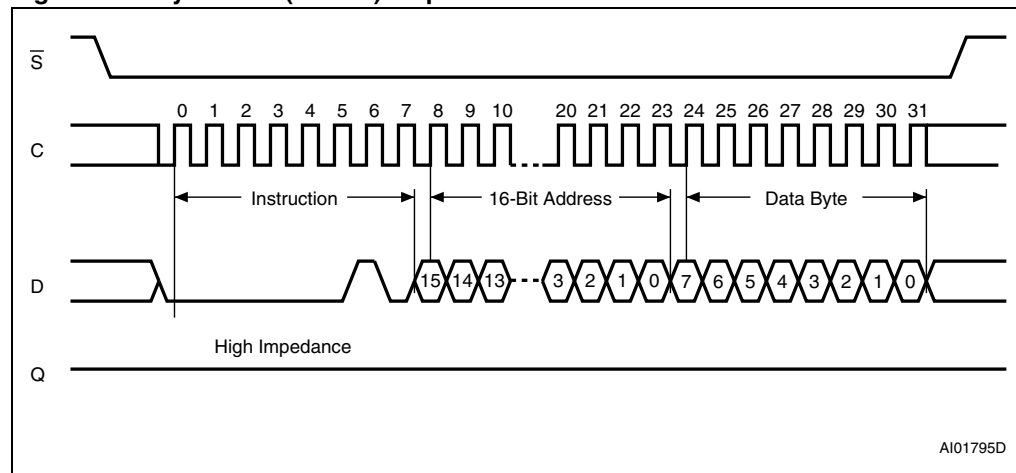 S
0 1 2 3 4 5 6 7 8 9 10 20 21 22 23 24 25 26 27 28 29 30 31
C
Instruction 16-Bit Address Data Byte
D 15 14 13 3 2 1 0 7 6 5 4 3 2 1 0
High Impedance
Q
AI01795D